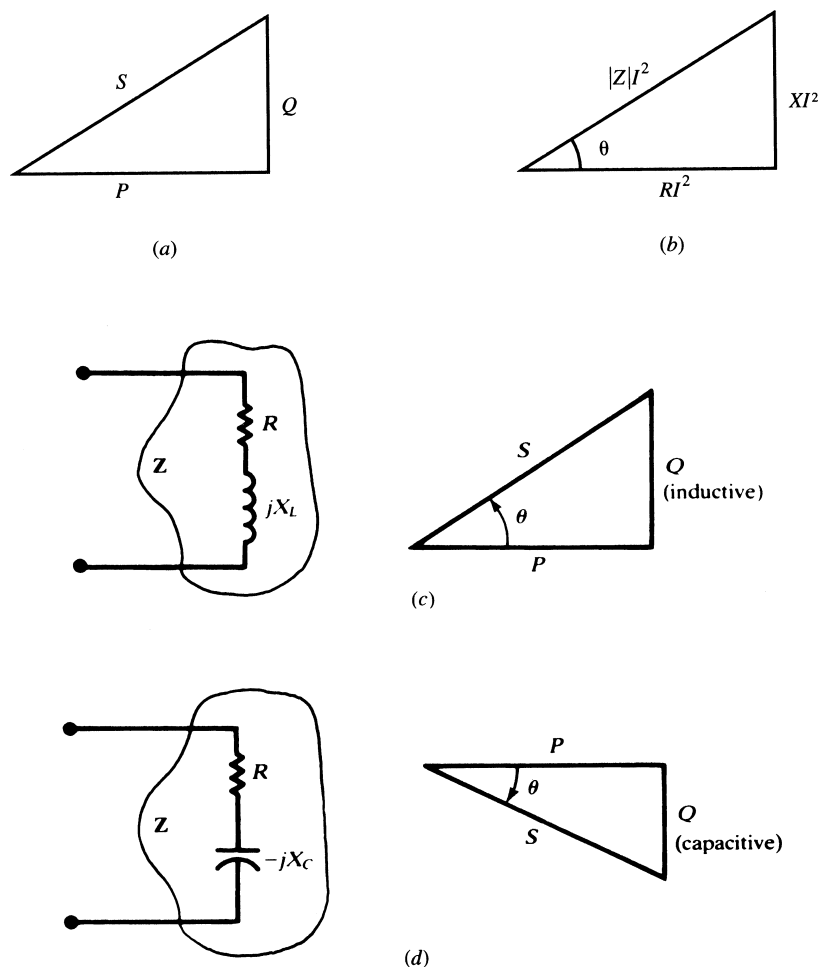 S
Q
P
(a)
|Z|I²
XI²
θ
RI²
(b)
R
Z
jX_L
S
Q
(inductive)
θ
P
(c)
R
Z
-jX_C
P
θ
Q
(capacitive)
S
(d)